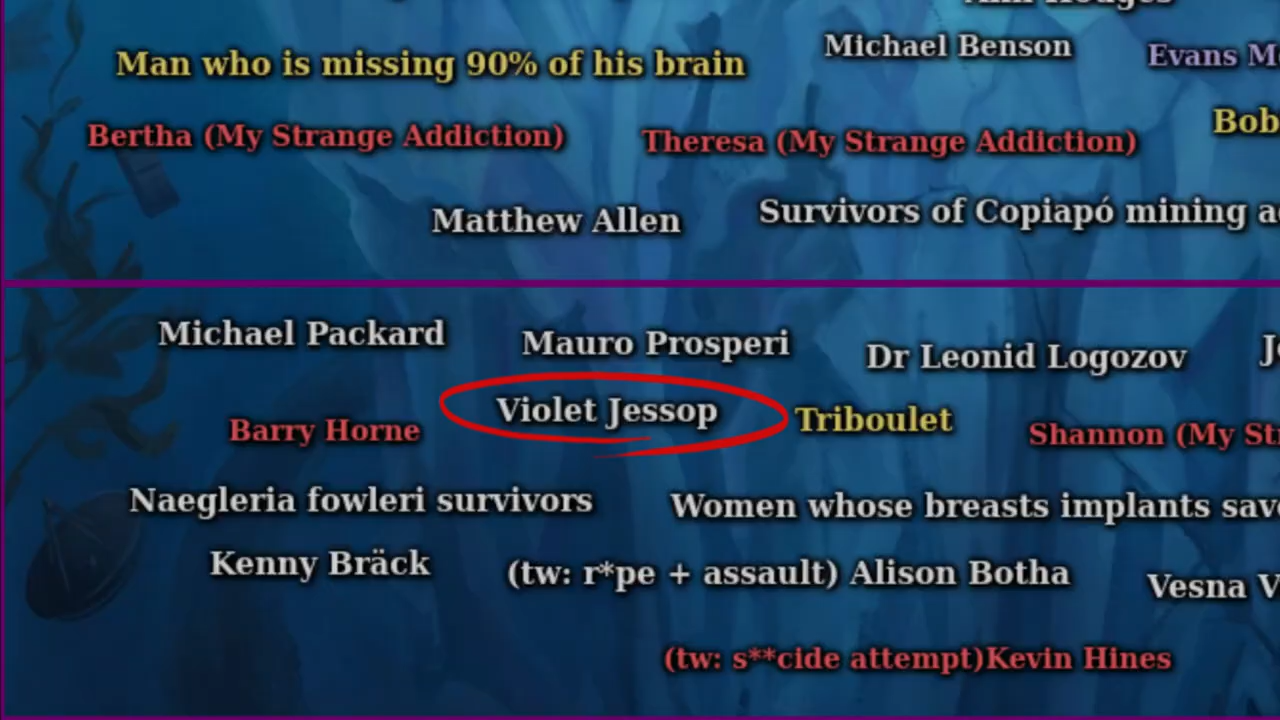 Michael Benson
Man who is missing 90% of his brain
Evans
Bob
Bertha (My Strange Addiction)
Theresa (My Strange Addiction)
Matthew Allen
Survivors of Copiapó mining
Michael Packard
Mauro Prosperi
Dr Leonid Logozov
Violet Jessop
Barry Horne
Triboulet
Shannon (My
Naegleria fowleri survivors
Women whose breasts implants
Kenny Bräck
(tw: r*pe + assault) Alison Botha
Vesna
(tw: s**cide attempt)Kevin Hines